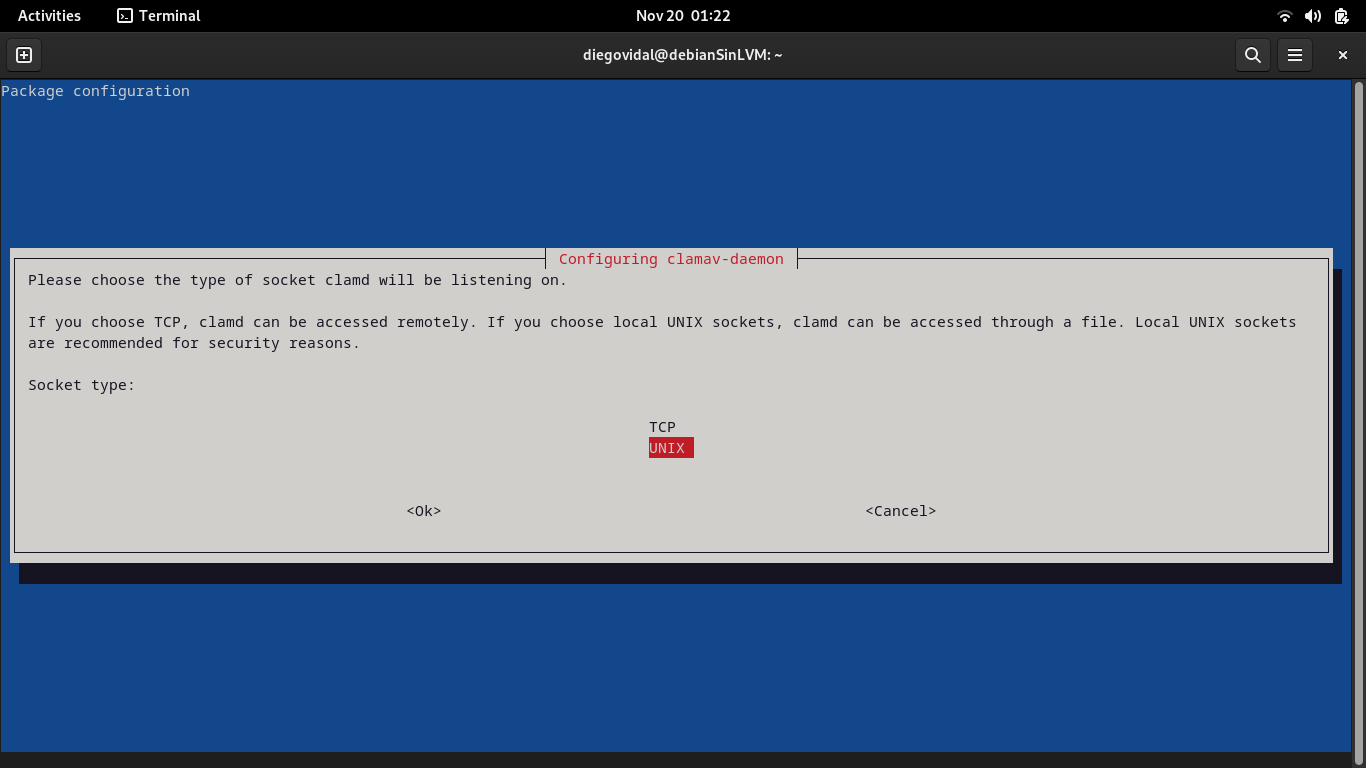 Activities Terminal Nov 20 01:22
diegovidal@debianSinLVM: ~
Package configuration
Configuring clamav-daemon
Please choose the type of socket clamd will be listening on.
If you choose TCP, clamd can be accessed remotely. If you choose local UNIX sockets, clamd can be accessed through a file. Local UNIX sockets
are recommended for security reasons.
Socket type:
TCP
UNIX
<Ok> <Cancel>